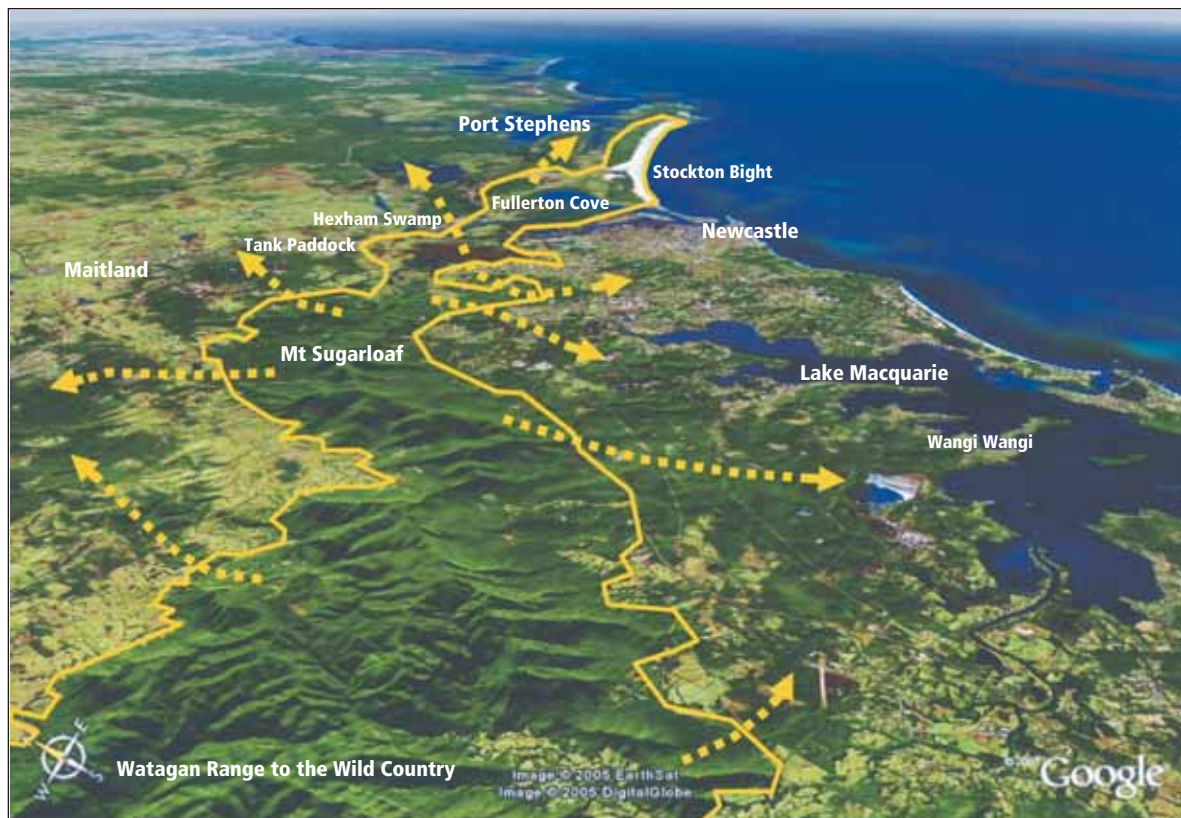 Port Stephens
Stockton Bight
Fullerton Cove
Hexham Swamp
Newcastle
Tank Paddock
Maitland
Mt Sugarloaf
Lake Macquarie
Wangi Wangi
E
S
W
Watagan Range to the Wild Country
Image © 2005 EarthSat
Image © 2005 DigitalGlobe
Google